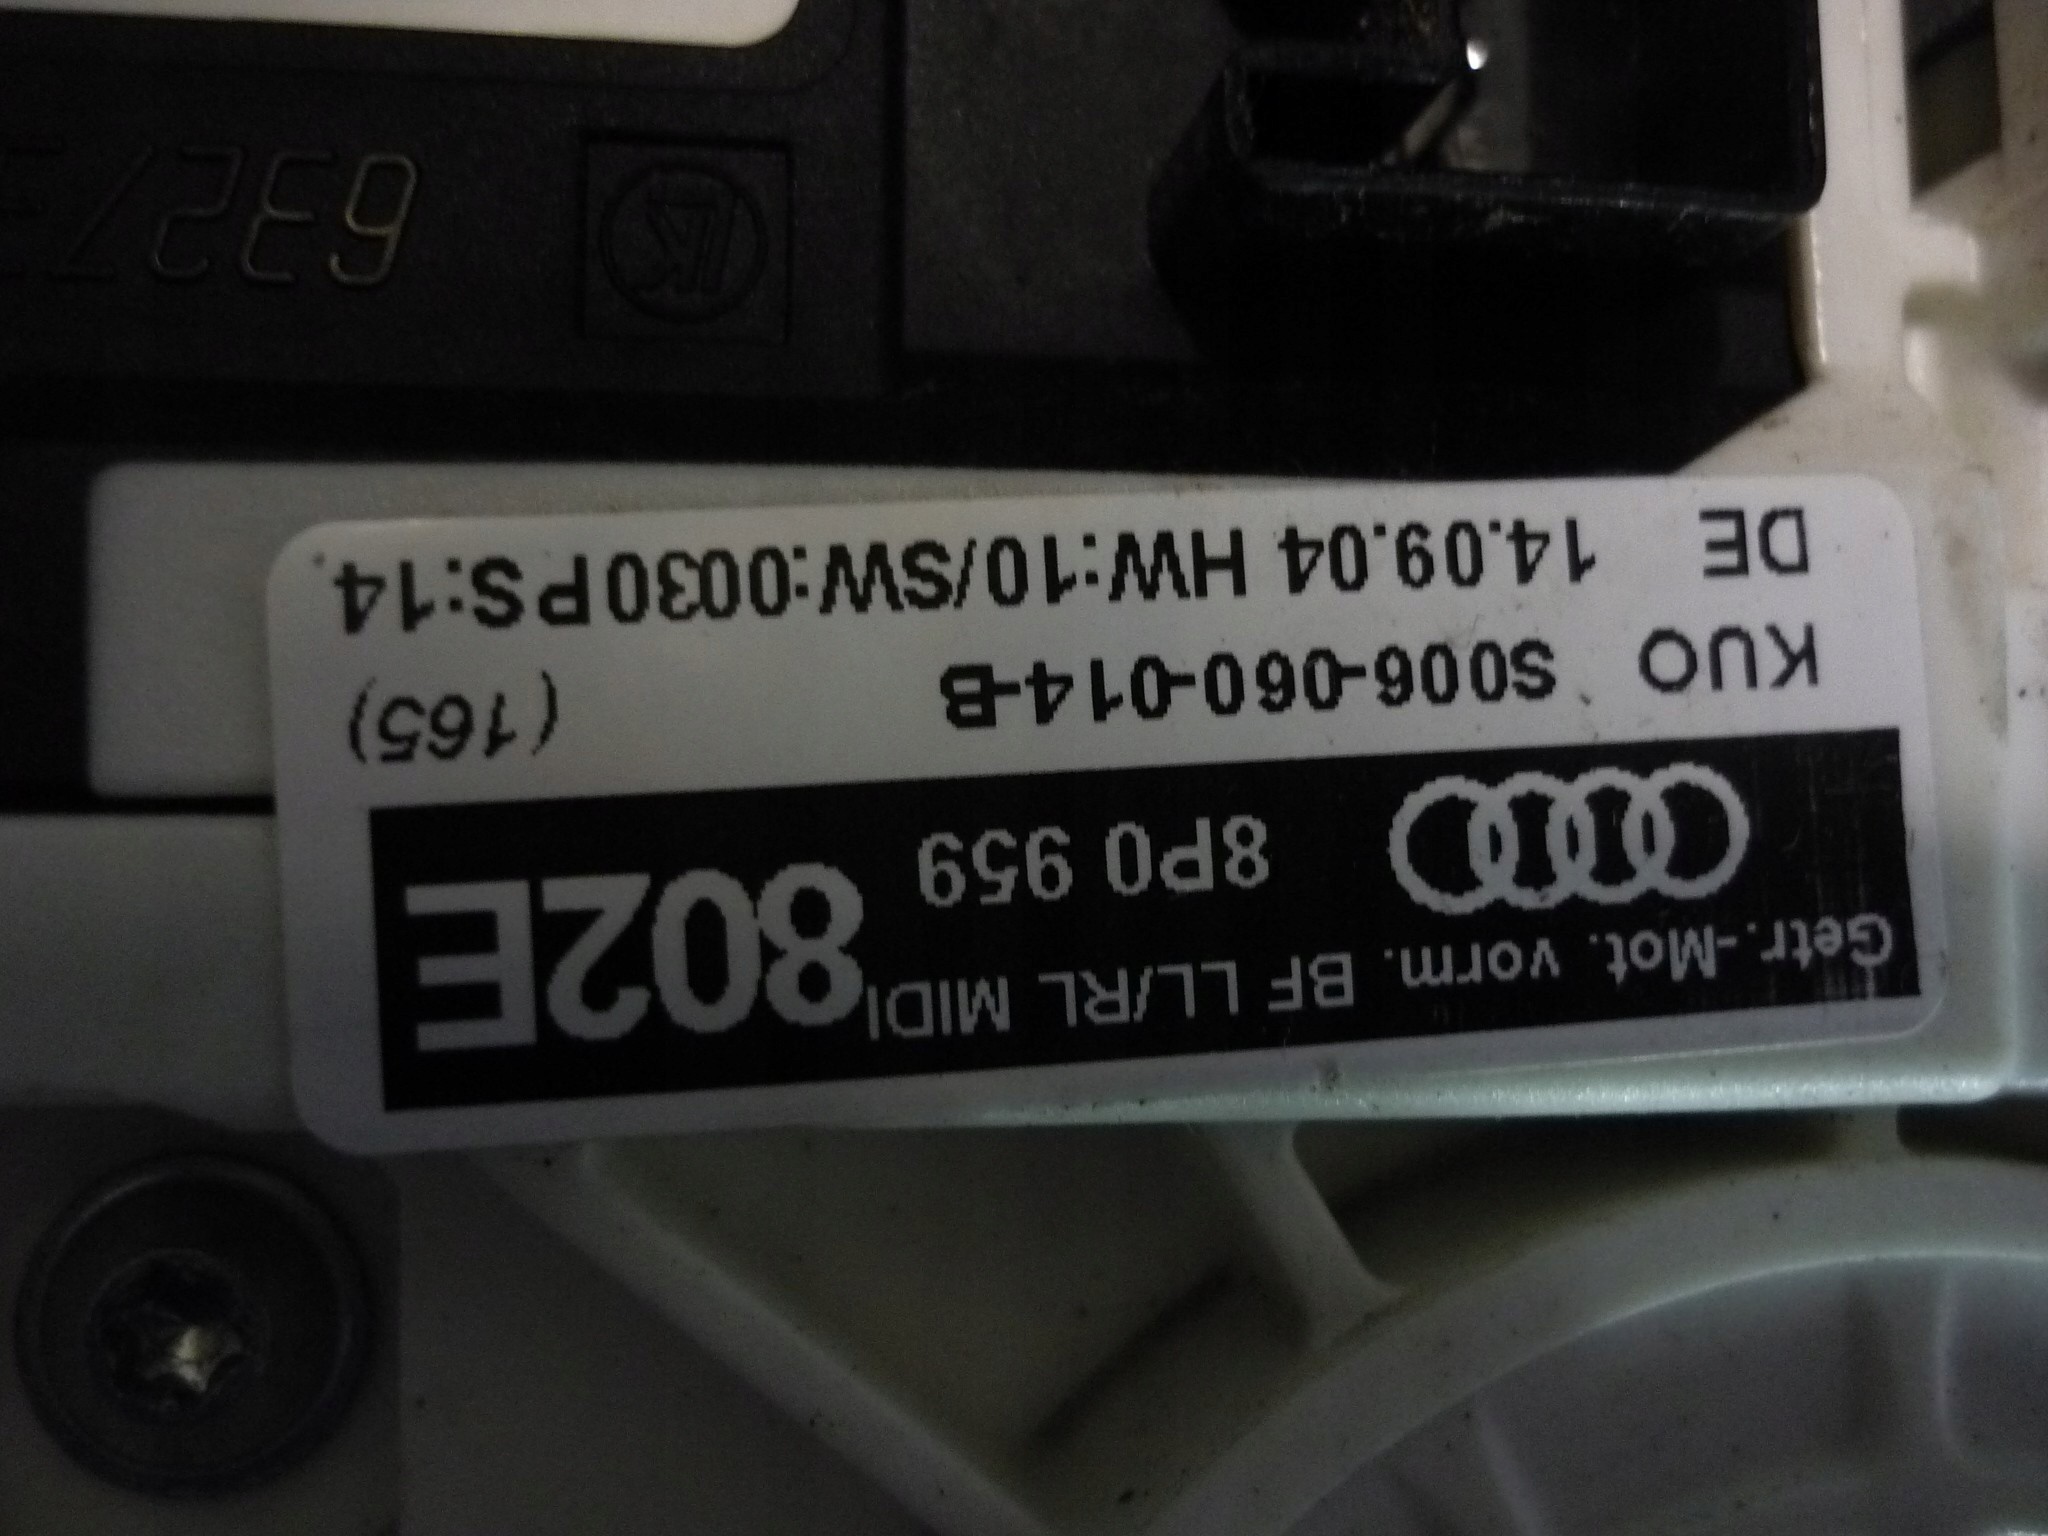 Getr.-Mot. vorm. BF LL/RL MIDI
8P0 959 802E
KUO S006-060-014-B (165)
DE 14.09.04 HW:10/SW:0030PS:14